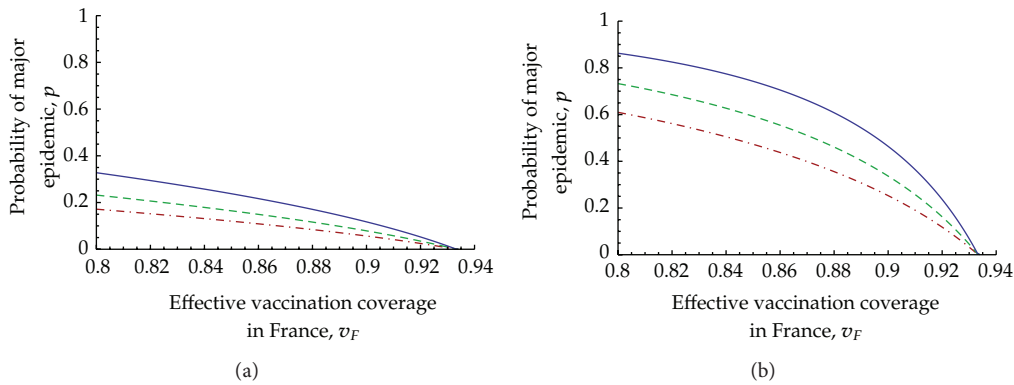 Probability of major
epidemic, p
1
0.8
0.6
0.4
0.2
0
0.8
0.82
0.84
0.86
0.88
0.9
0.92
0.94
Effective vaccination coverage
in France, v_F
(a)
Probability of major
epidemic, p
1
0.8
0.6
0.4
0.2
0
0.8
0.82
0.84
0.86
0.88
0.9
0.92
0.94
Effective vaccination coverage
in France, v_F
(b)